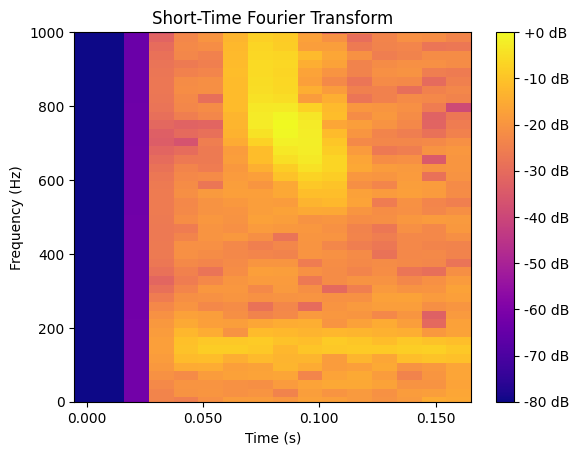 Short-Time Fourier Transform
Frequency (Hz)
1000
800
600
400
200
0
0.000
0.050
0.100
0.150
Time (s)
+0 dB
-10 dB
-20 dB
-30 dB
-40 dB
-50 dB
-60 dB
-70 dB
-80 dB